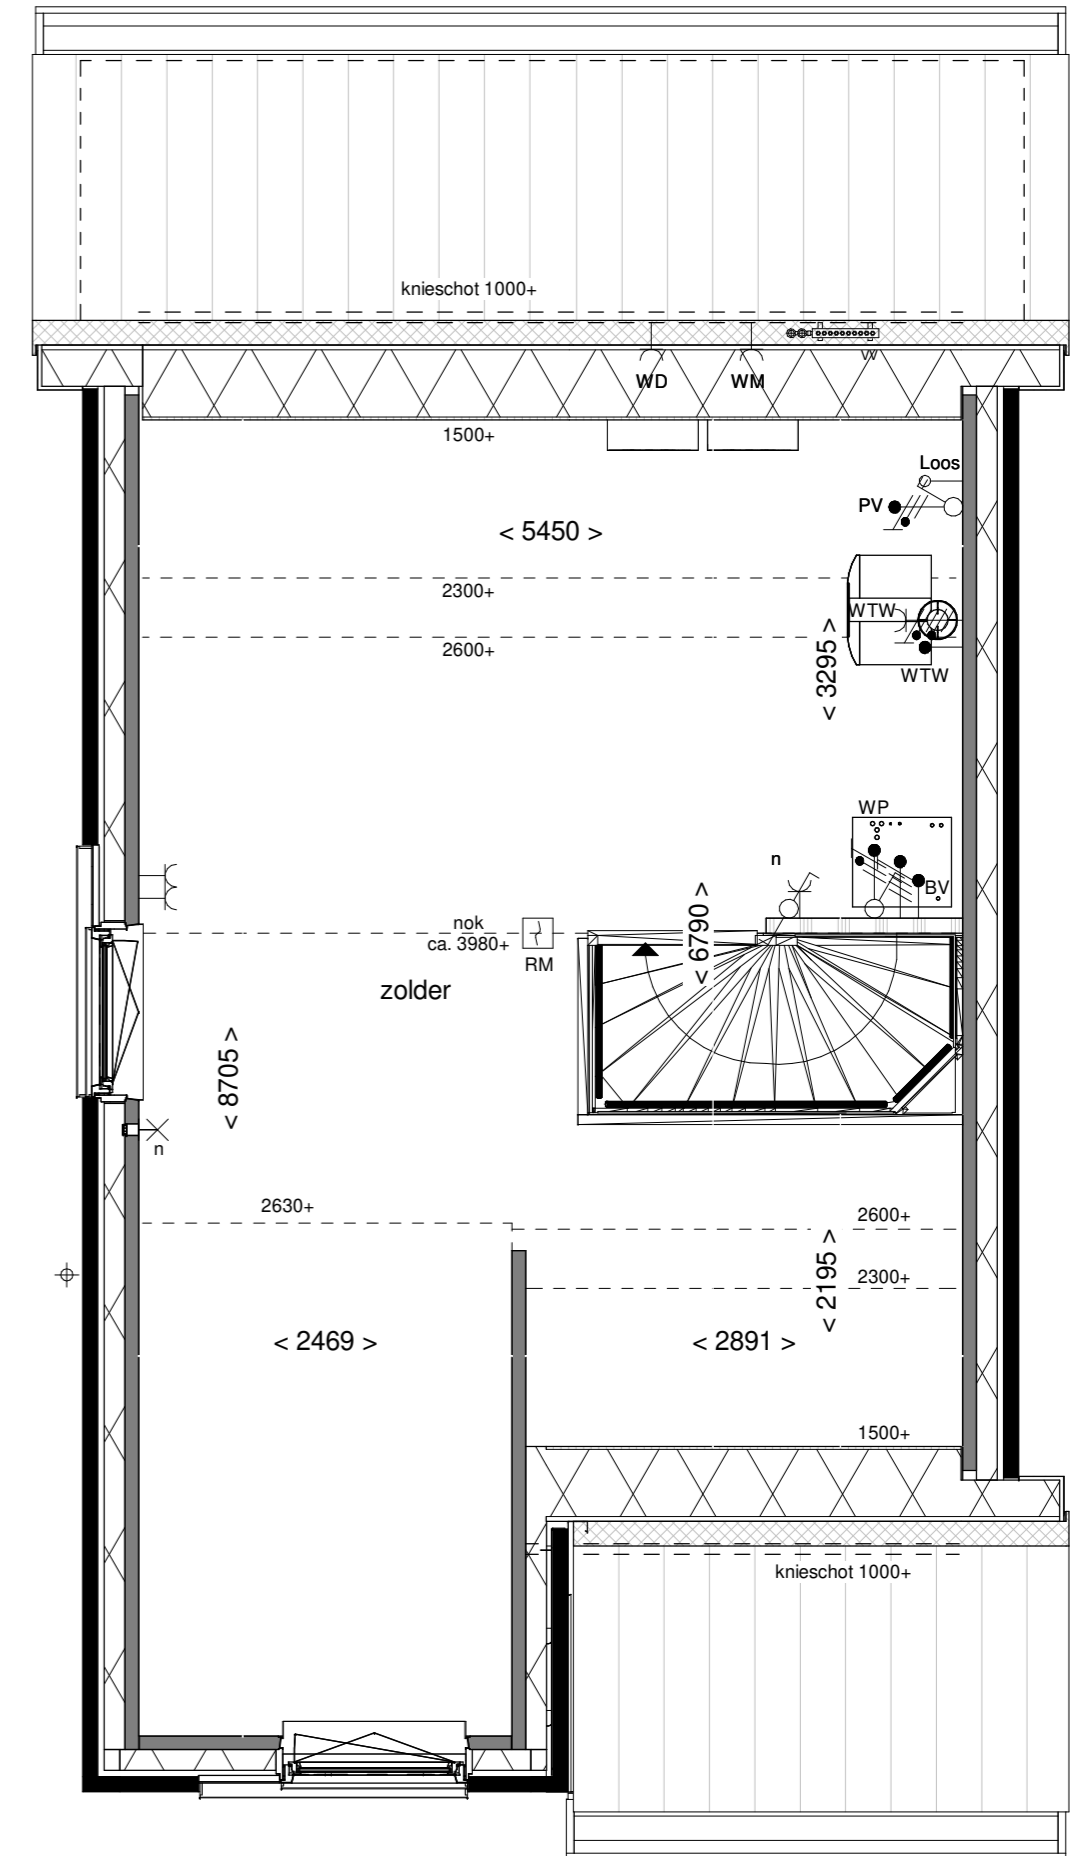 knieschot 1000+
VV
WD WM
1500+
Loos
PV
< 5450 >
2300+
WTW
2600+
< 3295 >
WTW
WP
n
BV
nok
ca. 3980+
RM
< 6790 >
zolder
< 8705 >
n
2630+
2600+
< 2195 >
2300+
< 2469 >
< 2891 >
1500+
knieschot 1000+